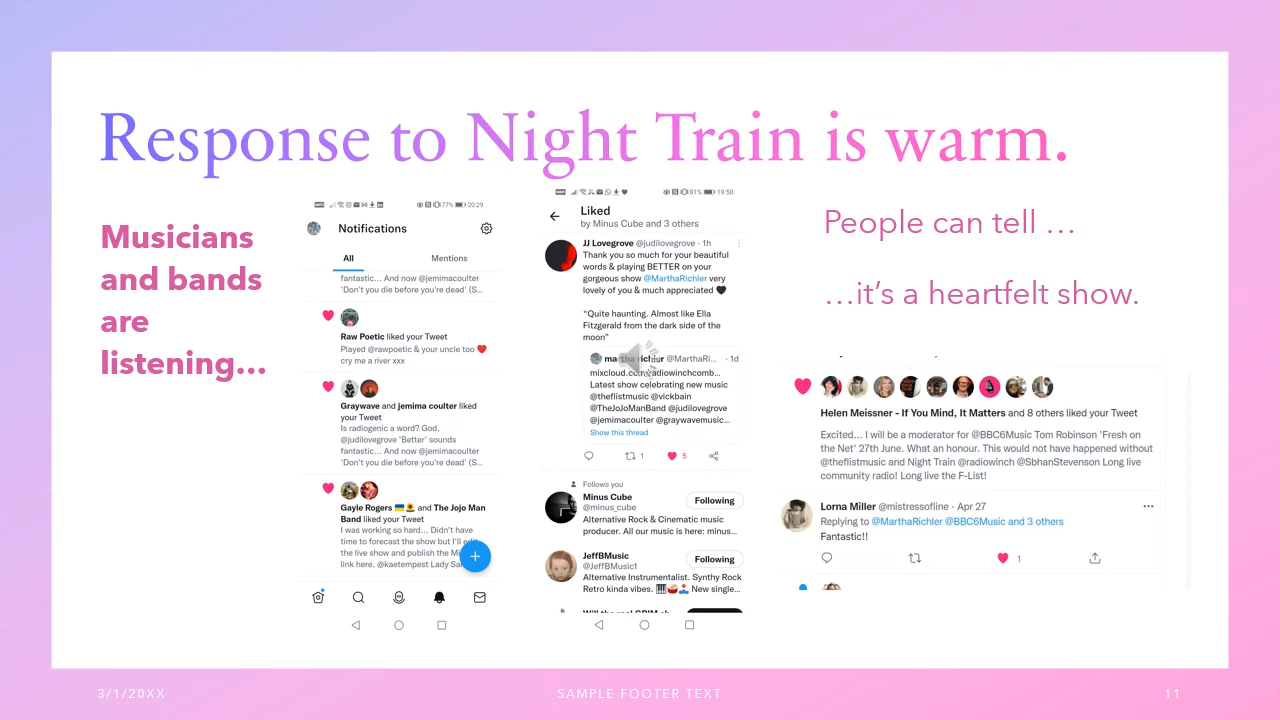 Response to Night Train is warm.
Musicians
and bands
are
listening...
77% 20:29
Notifications
All Mentions
fantastic... And now @jemimacoulter
'Don't you die before you're dead' (S...
Raw Poetic liked your Tweet
Played @rawpoetic & your uncle too ❤️
cry me a river xxx
Graywave and jemima coulter liked
your Tweet
Is radiogenic a word? God,
@judilovegrove 'Better' sounds
fantastic... And now @jemimacoulter
'Don't you die before you're dead' (S...
Gayle Rogers 🇺🇦🌻 and The Jojo Man
Band liked your Tweet
I was working so hard... Didn't have
time to forecast the show but I'll
the live show and publish the
link here. @kaetempest Lady
81% 19:50
Liked
by Minus Cube and 3 others
JJ Lovegrove @judilovegrove · 1h
Thank you so much for your beautiful
words & playing BETTER on your
gorgeous show @MarthaRichler very
lovely of you & much appreciated 🖤
"Quite haunting. Almost like Ella
Fitzgerald from the dark side of the
moon"
martha richler @MarthaRi... · 1d
mixcloud.com/radiowinchcomb...
Latest show celebrating new music
@theflistmusic @vickbain
@TheJoJoManBand @judilovegrove
@jemimacoulter @graywavemusic...
Show this thread
1 5
Follows you
Minus Cube Following
@minus_cube
Alternative Rock & Cinematic music
producer. All our music is here: minus...
JeffBMusic Following
@JeffBMusic1
Alternative Instrumentalist. Synthy Rock
Retro kinda vibes. 🎹🥁 New single...
People can tell ...
...it's a heartfelt show.
Helen Meissner - If You Mind, It Matters and 8 others liked your Tweet
Excited... I will be a moderator for @BBC6Music Tom Robinson 'Fresh on
the Net' 27th June. What an honour. This would not have happened without
@theflistmusic and Night Train @radiowinch @SbhanStevenson Long live
community radio! Long live the F-List!
Lorna Miller @mistressofline · Apr 27
Replying to @MarthaRichler @BBC6Music and 3 others
Fantastic!!
1
3/1/20XX
SAMPLE FOOTER TEXT
11